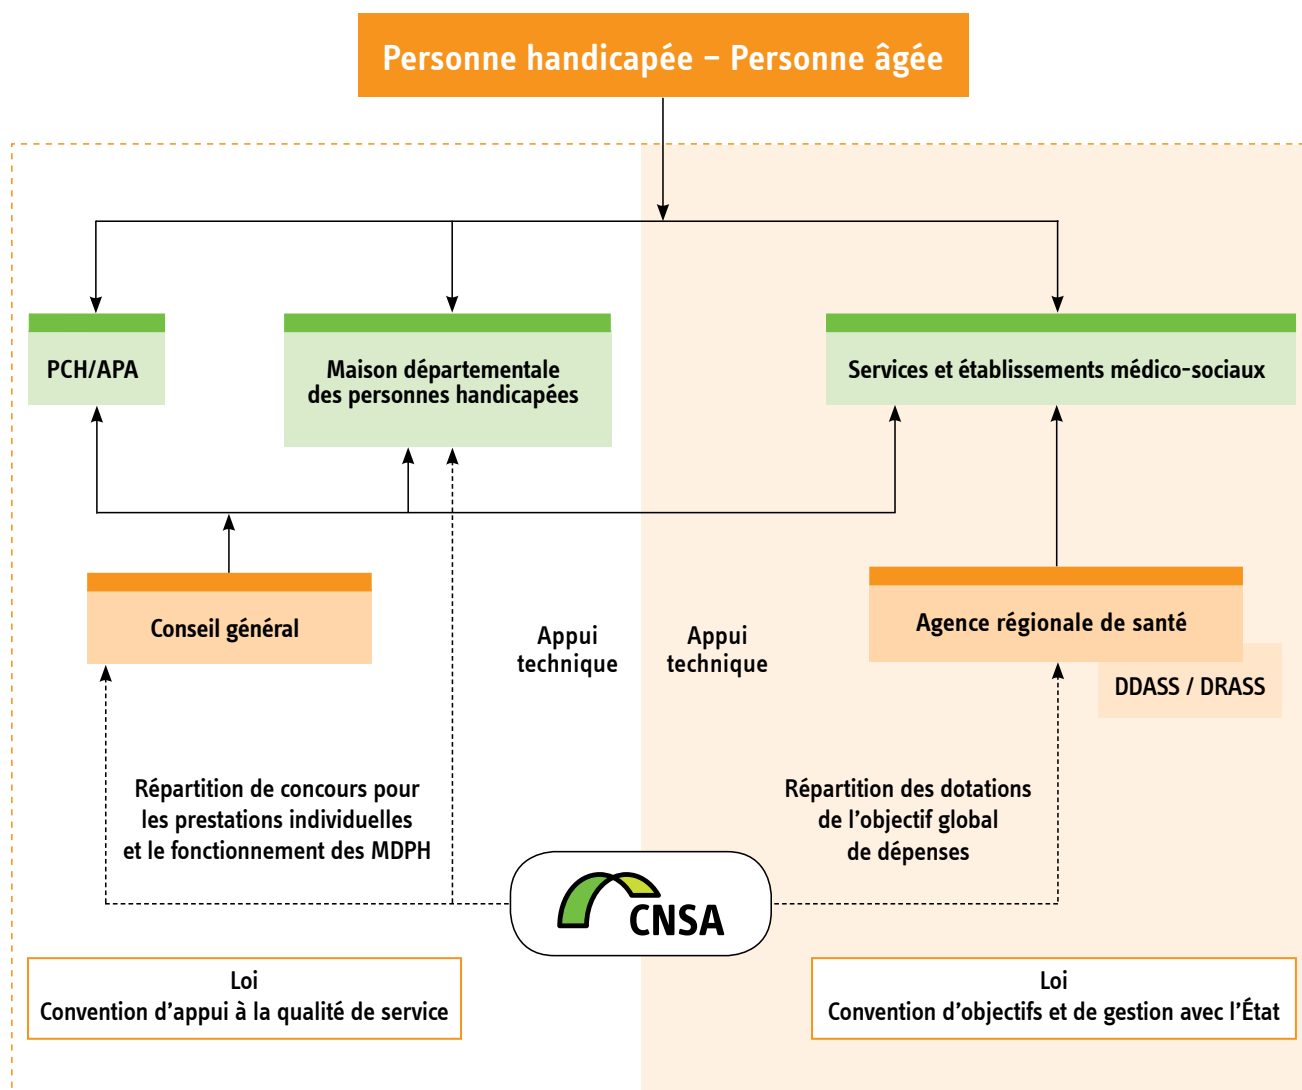 Personne handicapée – Personne âgée
PCH/APA
Maison départementale
des personnes handicapées
Services et établissements médico-sociaux
Conseil général
Appui
technique
Appui
technique
Agence régionale de santé
DDASS / DRASS
Répartition de concours pour
les prestations individuelles
et le fonctionnement des MDPH
Répartition des dotations
de l'objectif global
de dépenses
CNSA
Loi
Convention d'appui à la qualité de service
Loi
Convention d'objectifs et de gestion avec l'État